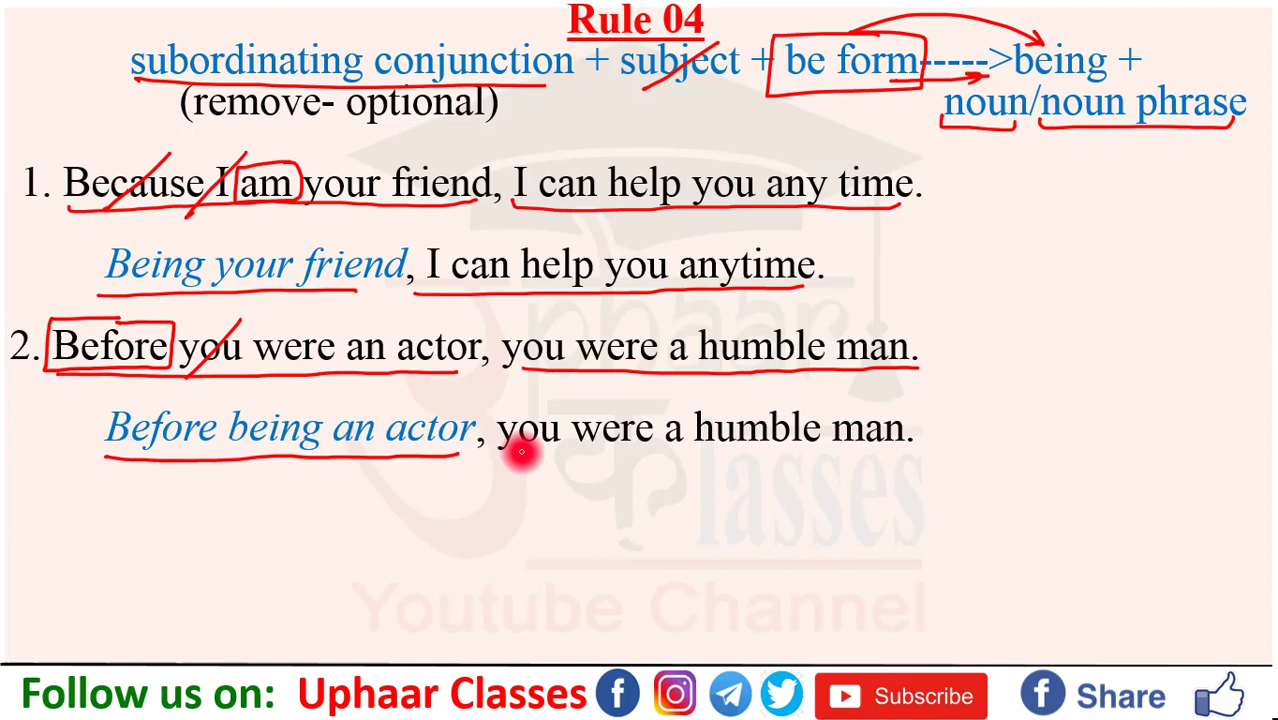 Rule 04
subordinating conjunction + subject + be form----->being +
(remove- optional) noun/noun phrase
1. Because I am your friend, I can help you any time.
Being your friend, I can help you anytime.
2. Before you were an actor, you were a humble man.
Before being an actor, you were a humble man.
उphaar
क्lasses
Youtube Channel
Follow us on: Uphaar Classes Subscribe Share